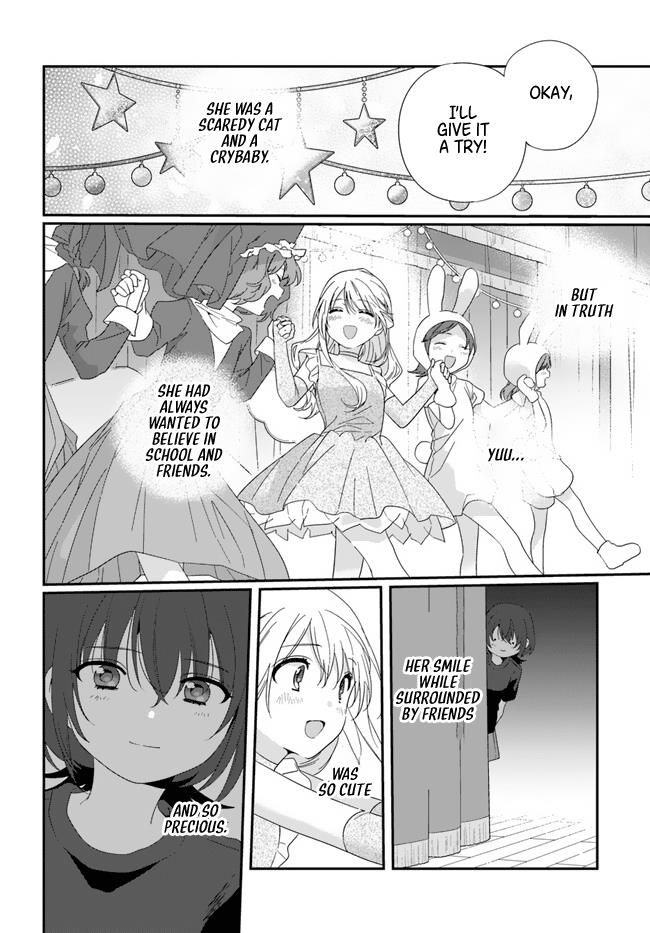 OKAY,
I'LL
GIVE IT
A TRY!
SHE WAS A
SCAREDY CAT
AND A
CRYBABY.
BUT
IN TRUTH
YUU...
SHE HAD
ALWAYS
WANTED TO
BELIEVE IN
SCHOOL AND
FRIENDS.
HER SMILE
WHILE
SURROUNDED
BY FRIENDS
WAS
SO CUTE
AND SO
PRECIOUS.